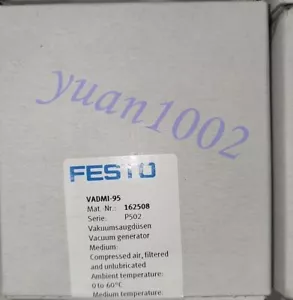 yuan1002
FESTO
VADMI-95
Mat. Nr.: 162508
Serie: P502
Vakuumsaugdüsen
Vacuum generator
Medium:
Compressed air, filtered
and unlubricated
Ambient temperature:
0 to 60°C
Medium temperature: